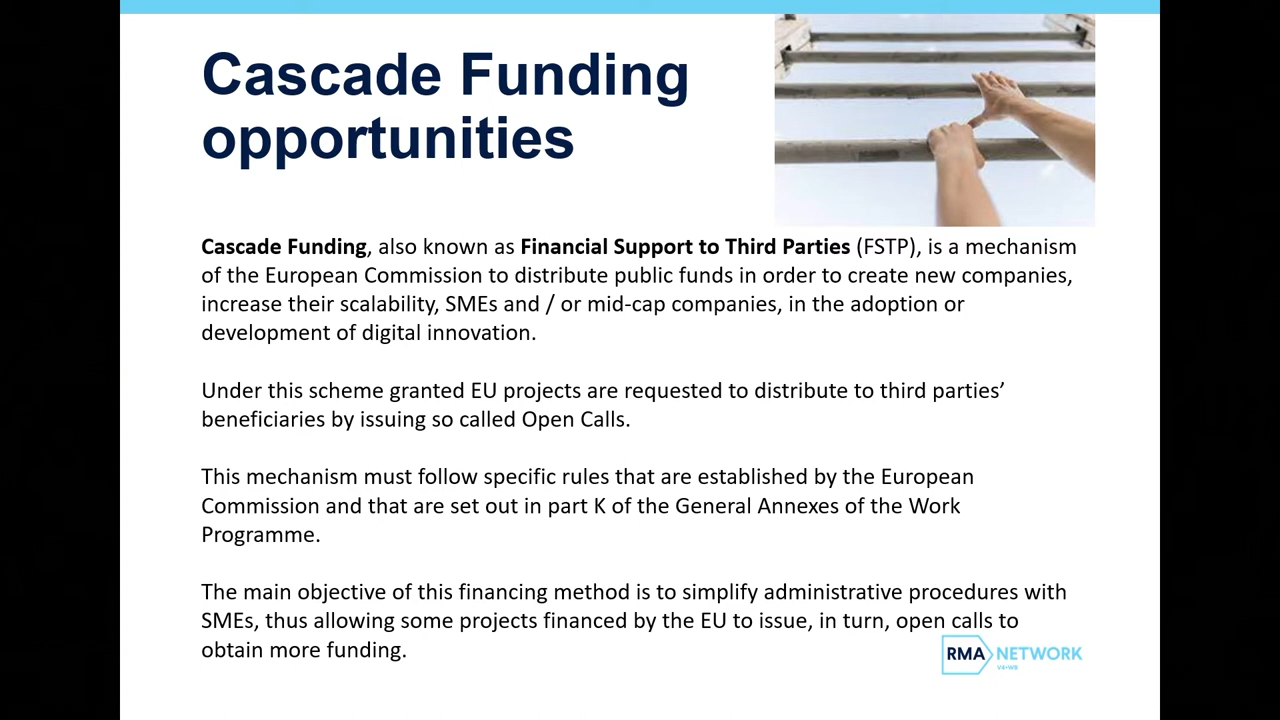 Cascade Funding
opportunities
Cascade Funding, also known as Financial Support to Third Parties (FSTP), is a mechanism
of the European Commission to distribute public funds in order to create new companies,
increase their scalability, SMEs and / or mid-cap companies, in the adoption or
development of digital innovation.
Under this scheme granted EU projects are requested to distribute to third parties’
beneficiaries by issuing so called Open Calls.
This mechanism must follow specific rules that are established by the European
Commission and that are set out in part K of the General Annexes of the Work
Programme.
The main objective of this financing method is to simplify administrative procedures with
SMEs, thus allowing some projects financed by the EU to issue, in turn, open calls to
obtain more funding.
RMA NETWORK
V4+WB